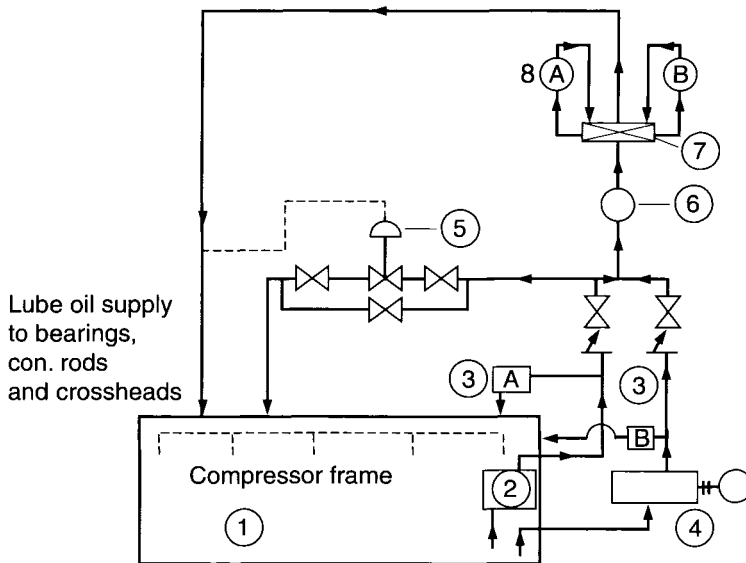 8 A B
7
6
5
Lube oil supply
to bearings,
con. rods
and crossheads
3 A 3
B
Compressor frame 2
1 4